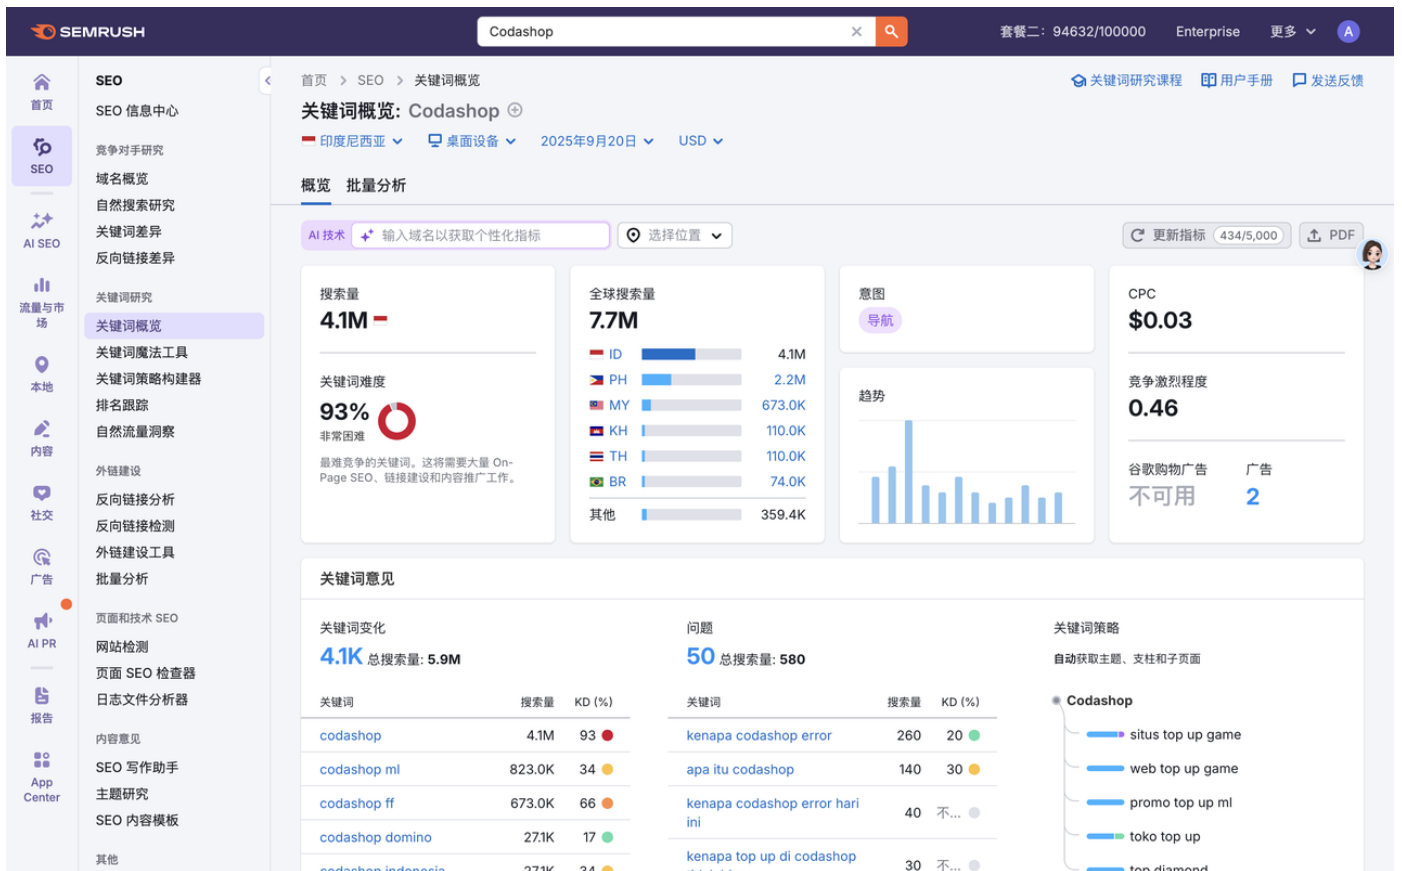 SEMRUSH
Codashop
套餐二：94632/100000
Enterprise
更多
A
首页
SEO
AI SEO
流量与市
场
本地
内容
社交
广告
AI PR
报告
App
Center
SEO
SEO 信息中心
竞争对手研究
域名概览
自然搜索研究
关键词差异
反向链接差异
关键词研究
关键词概览
关键词魔法工具
关键词策略构建器
排名跟踪
自然流量洞察
外链建设
反向链接分析
反向链接检测
外链建设工具
批量分析
页面和技术 SEO
网站检测
页面 SEO 检查器
日志文件分析器
内容意见
SEO 写作助手
主题研究
SEO 内容模板
其他
首页 > SEO > 关键词概览
关键词研究课程
用户手册
发送反馈
关键词概览: Codashop
印度尼西亚
桌面设备
2025年9月20日
USD
概览
批量分析
AI 技术
输入域名以获取个性化指标
选择位置
更新指标 434/5,000
PDF
搜索量
4.1M
关键词难度
93%
非常困难
最难竞争的关键词。这将需要大量 On-
Page SEO、链接建设和内容推广工作。
全球搜索量
7.7M
ID 4.1M
PH 2.2M
MY 673.0K
KH 110.0K
TH 110.0K
BR 74.0K
其他 359.4K
意图
导航
趋势
CPC
$0.03
竞争激烈程度
0.46
谷歌购物广告
不可用
广告
2
关键词意见
关键词变化
4.1K 总搜索量: 5.9M
关键词 搜索量 KD (%)
codashop 4.1M 93
codashop ml 823.0K 34
codashop ff 673.0K 66
codashop domino 27.1K 17
codashop indonesia 27.1K 34
问题
50 总搜索量: 580
关键词 搜索量 KD (%)
kenapa codashop error 260 20
apa itu codashop 140 30
kenapa codashop error hari
ini 40 不...
kenapa top up di codashop
30 不...
关键词策略
自动获取主题、支柱和子页面
Codashop
situs top up game
web top up game
promo top up ml
toko top up
top diamond